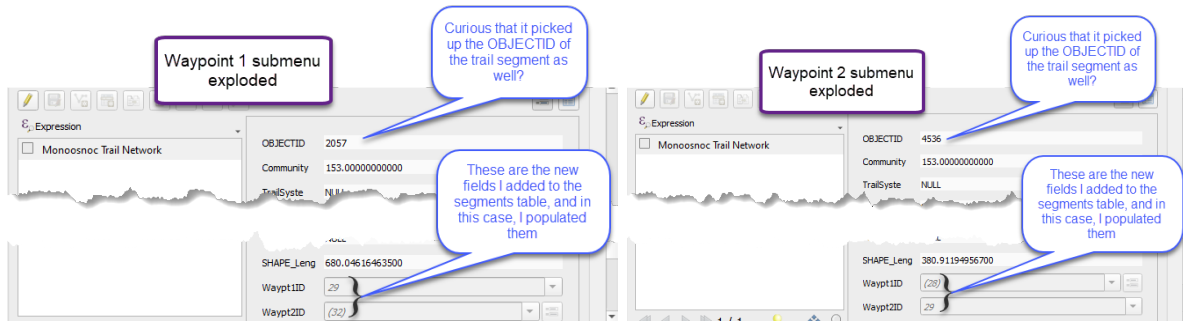 Waypoint 1 submenu
exploded
Curious that it picked
up the OBJECTID of
the trail segment as
well?
Expression
Monoosnoc Trail Network
OBJECTID 2057
Community 153.00000000000
TrailSyste NULL
These are the new
fields I added to the
segments table, and in
this case, I populated
them
SHAPE_Leng 680.04616463500
Waypt1ID 29
Waypt2ID (32)
Waypoint 2 submenu
exploded
Curious that it picked
up the OBJECTID of
the trail segment as
well?
Expression
Monoosnoc Trail Network
OBJECTID 4536
Community 153.00000000000
TrailSyste NULL
These are the new
fields I added to the
segments table, and in
this case, I populated
them
SHAPE_Leng 380.91194956700
Waypt1ID (28)
Waypt2ID 29
1 / 1